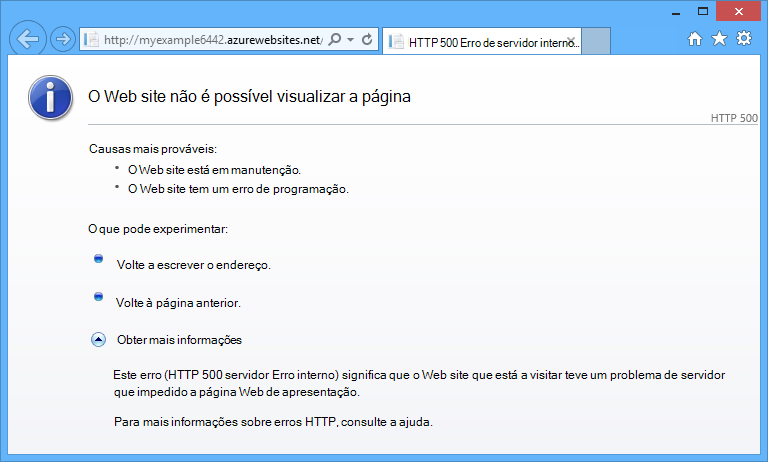 http://myexample6442.azurewebsites.net/
HTTP 500 Erro de servidor interno...
O Web site não é possível visualizar a página
HTTP 500
Causas mais prováveis:
• O Web site está em manutenção.
• O Web site tem um erro de programação.
O que pode experimentar:
Volte a escrever o endereço.
Volte à página anterior.
Obter mais informações
Este erro (HTTP 500 servidor Erro interno) significa que o Web site que está a visitar teve um problema de servidor
que impedido a página Web de apresentação.
Para mais informações sobre erros HTTP, consulte a ajuda.